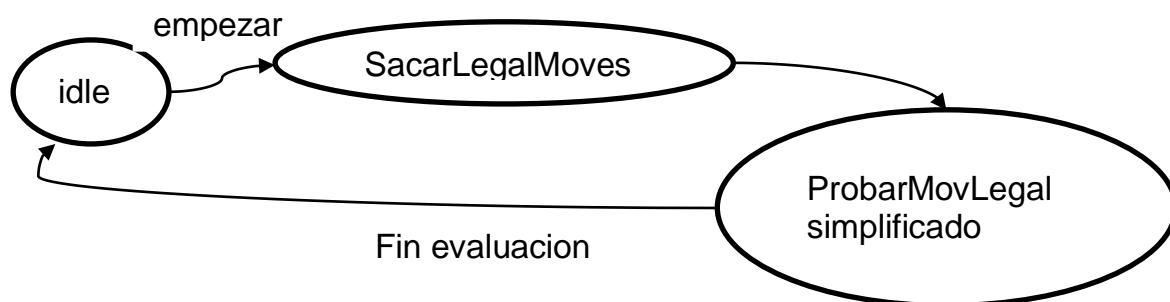 empezar
idle
SacarLegalMoves
ProbarMovLegal
simplificado
Fin evaluacion